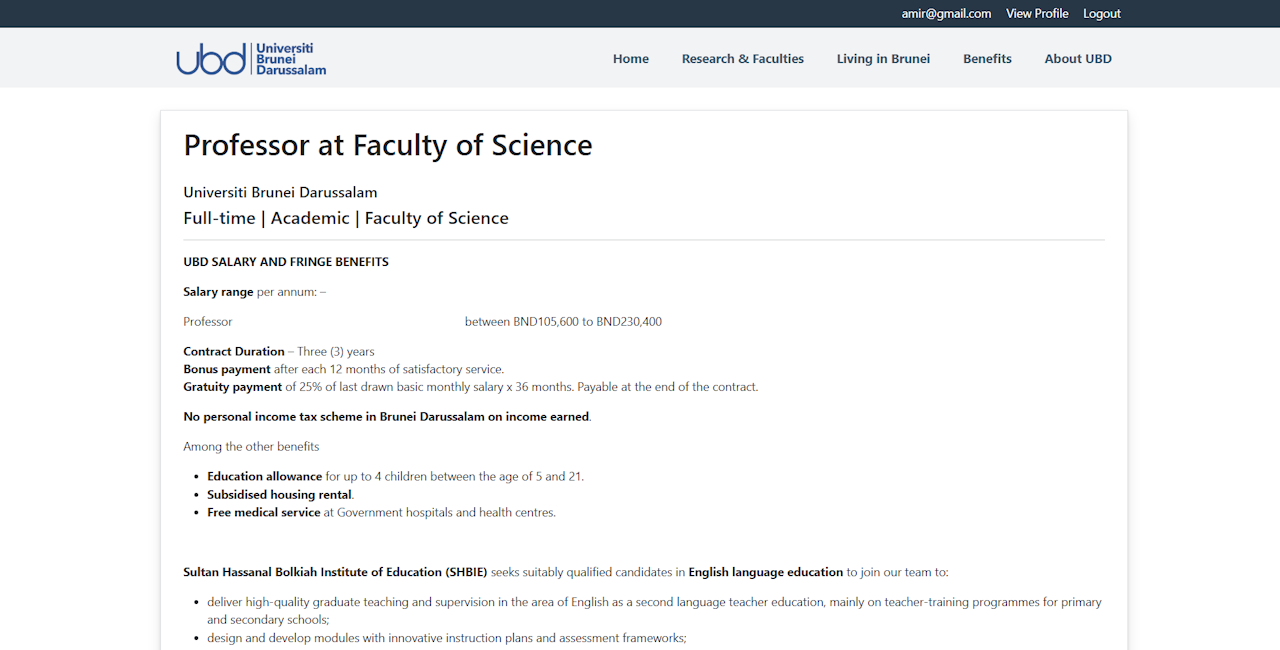 amir@gmail.com View Profile Logout
ubd Universiti Brunei Darussalam
Home Research & Faculties Living in Brunei Benefits About UBD
Professor at Faculty of Science
Universiti Brunei Darussalam
Full-time | Academic | Faculty of Science
UBD SALARY AND FRINGE BENEFITS
Salary range per annum: –
Professor between BND105,600 to BND230,400
Contract Duration – Three (3) years
Bonus payment after each 12 months of satisfactory service.
Gratuity payment of 25% of last drawn basic monthly salary x 36 months. Payable at the end of the contract.
No personal income tax scheme in Brunei Darussalam on income earned.
Among the other benefits
• Education allowance for up to 4 children between the age of 5 and 21.
• Subsidised housing rental.
• Free medical service at Government hospitals and health centres.
Sultan Hassanal Bolkiah Institute of Education (SHBIE) seeks suitably qualified candidates in English language education to join our team to:
• deliver high-quality graduate teaching and supervision in the area of English as a second language teacher education, mainly on teacher-training programmes for primary
and secondary schools;
• design and develop modules with innovative instruction plans and assessment frameworks;